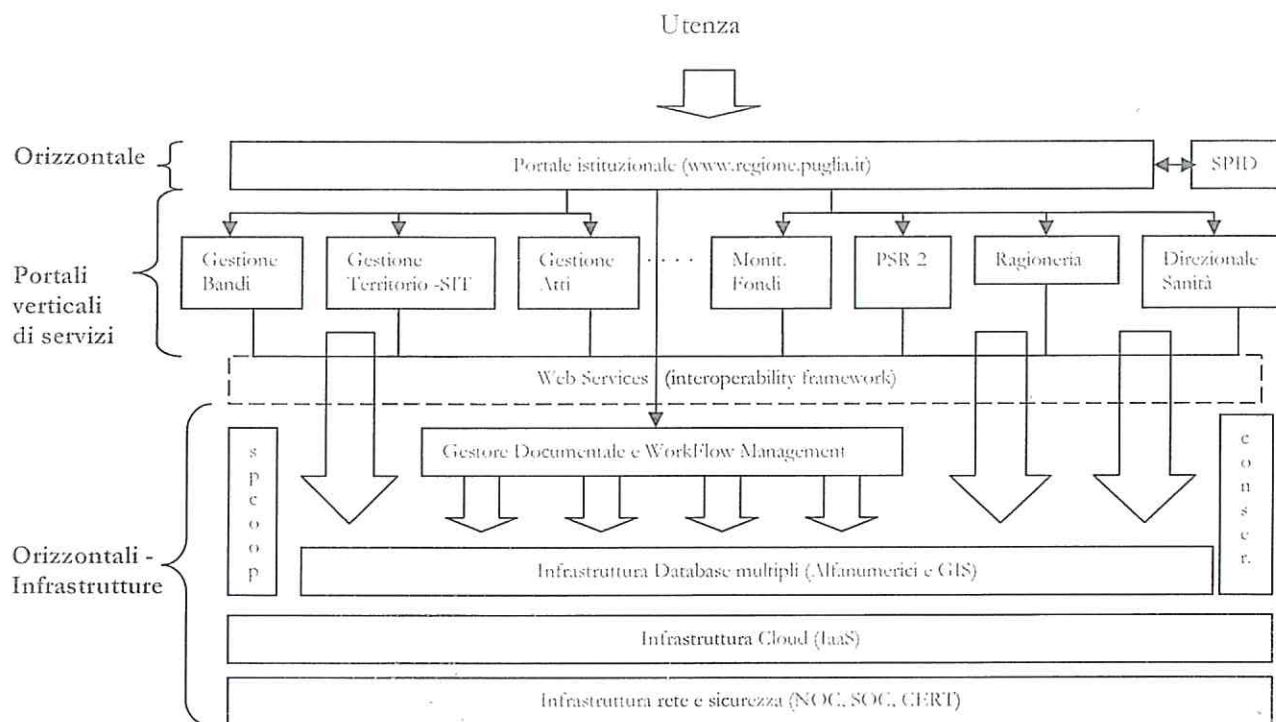 Utenza
Orizzontale
Portale istituzionale (www.regione.puglia.it)
SPID
Portali
verticali
di servizi
Gestione
Bandi
Gestione
Territorio -SIT
Gestione
Atti
. . . . .
Monit.
Fondi
PSR 2
Ragioneria
Direzionale
Sanità
Web Services (interoperability framework)
Orizzontali -
Infrastrutture
spcoop
Gestore Documentale e WorkFlow Management
conser.
Infrastruttura Database multipli (Alfanumerici e GIS)
Infrastruttura Cloud (IaaS)
Infrastruttura rete e sicurezza (NOC, SOC, CERT)